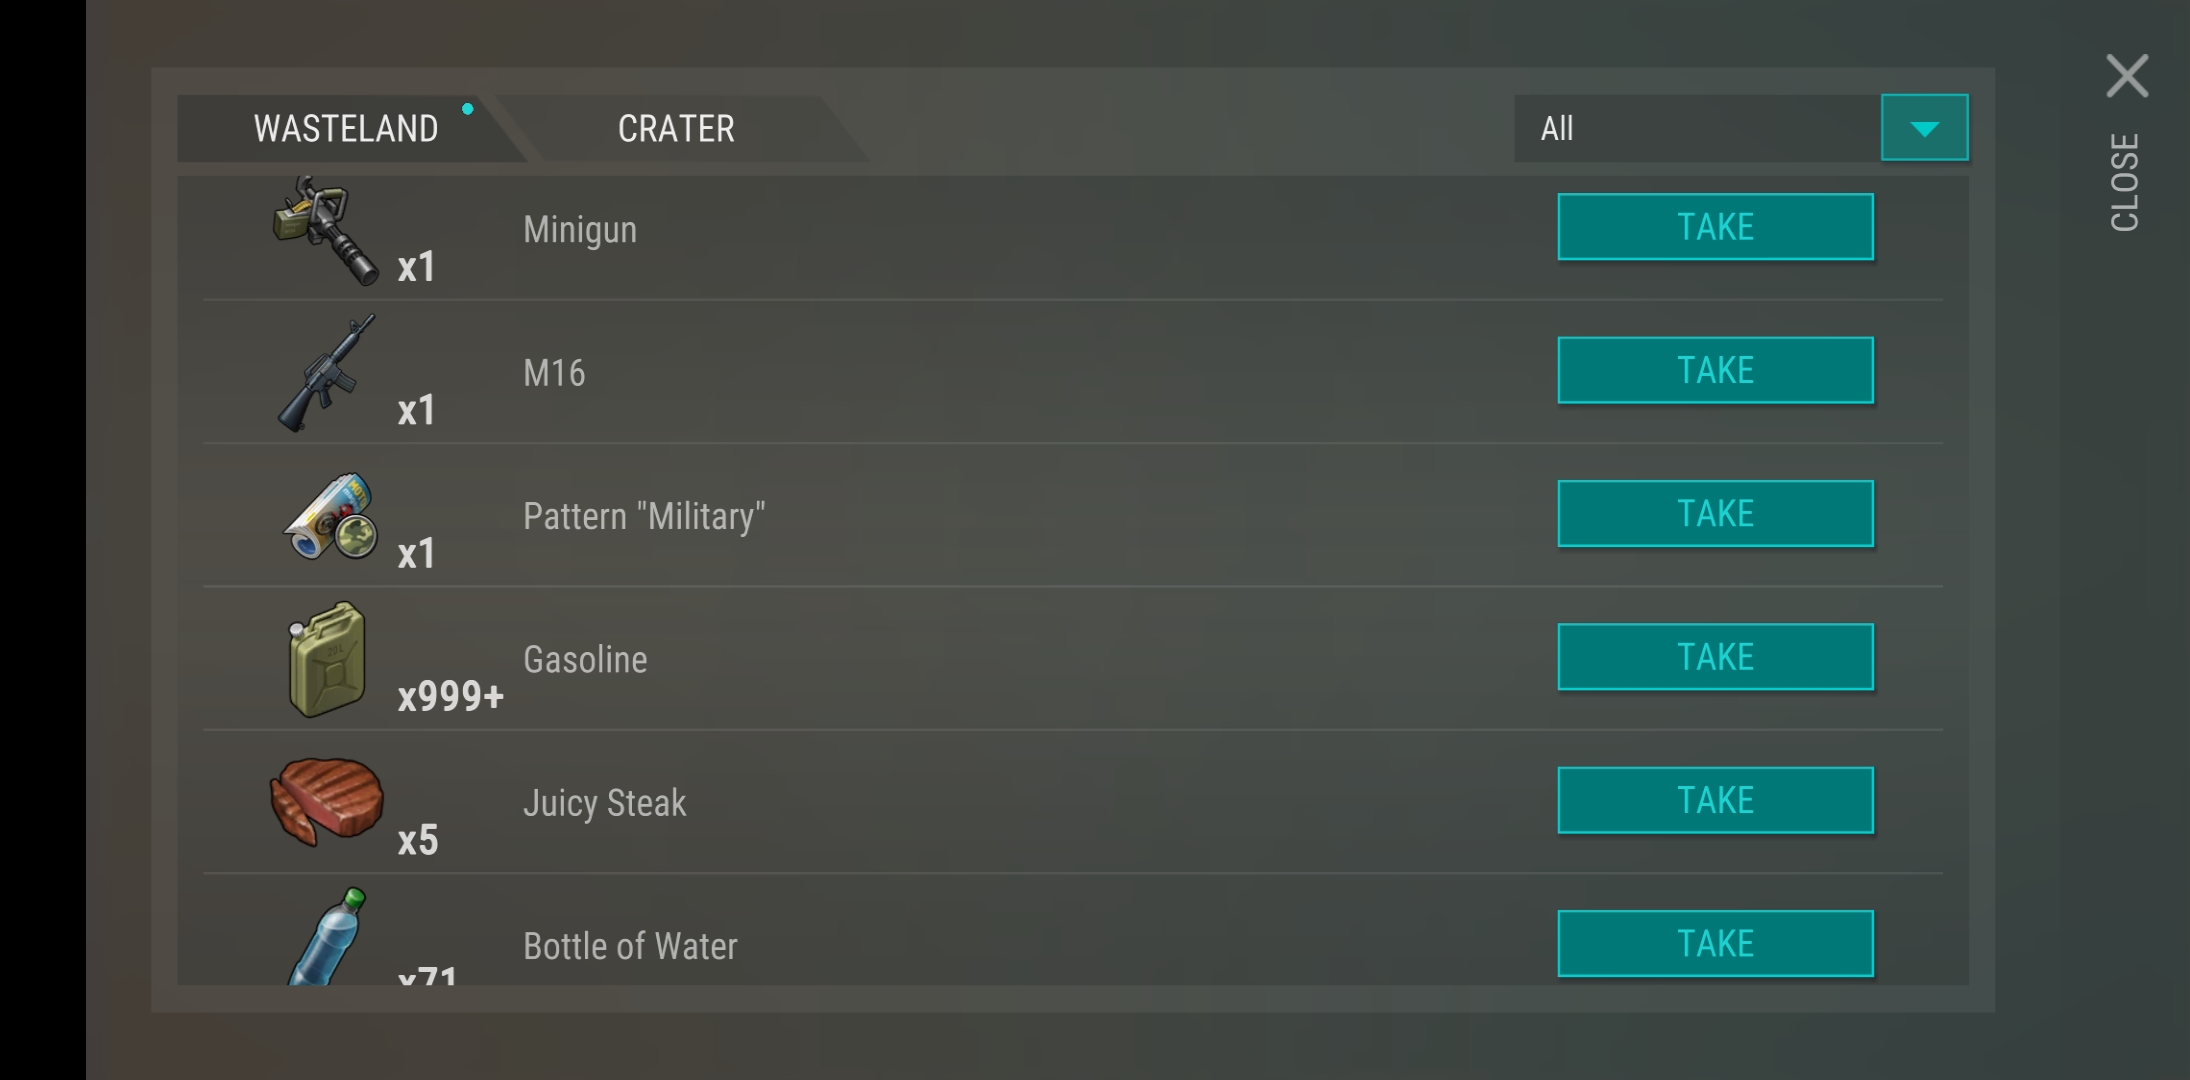 WASTELAND
CRATER
All
CLOSE
Minigun
x1
TAKE
M16
x1
TAKE
Pattern "Military"
x1
TAKE
Gasoline
x999+
TAKE
Juicy Steak
x5
TAKE
Bottle of Water
x71
TAKE